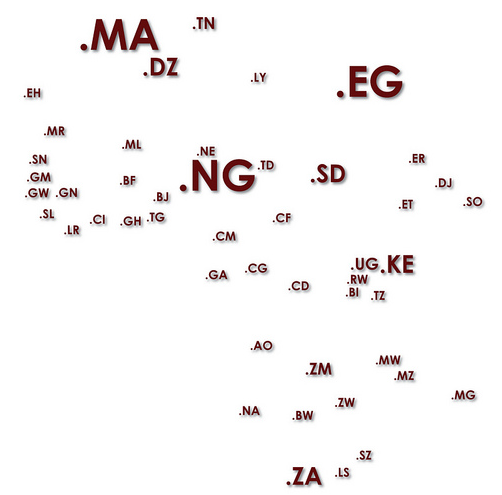 .TN
.MA
.DZ
.LY
.EG
.EH
.MR
.ML
.NE
.SN
.TD
.ER
.NG
.SD
.GM
.BF
.DJ
.GW
.GN
.BJ
.ET
.SO
.SL
.CI
.GH
.TG
.CF
.LR
.CM
.UG
.KE
.GA
.CG
.RW
.CD
.BI
.TZ
.AO
.ZM
.MW
.MZ
.MG
.NA
.BW
.ZW
.SZ
.ZA
.LS